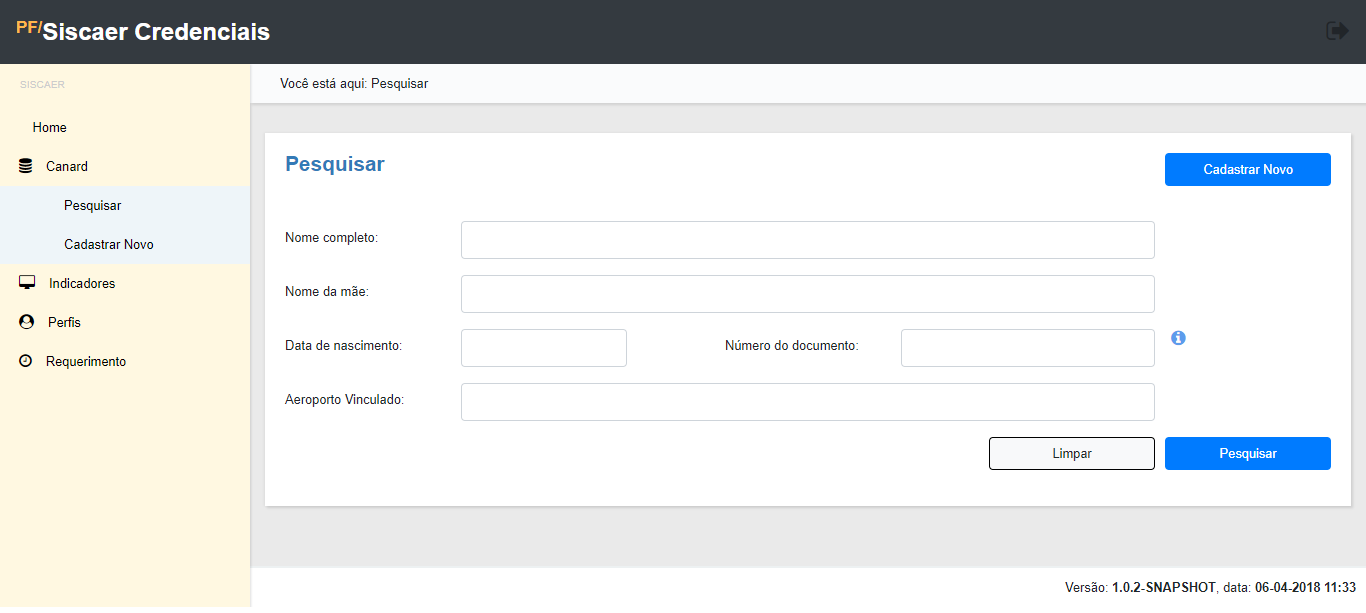 PF/Siscaer Credenciais
SISCAER
Você está aqui: Pesquisar
Home
Canard
Pesquisar
Cadastrar Novo
Indicadores
Perfis
Requerimento
Pesquisar
Cadastrar Novo
Nome completo:
Nome da mãe:
Data de nascimento:
Número do documento:
Aeroporto Vinculado:
Limpar
Pesquisar
Versão: 1.0.2-SNAPSHOT, data: 06-04-2018 11:33